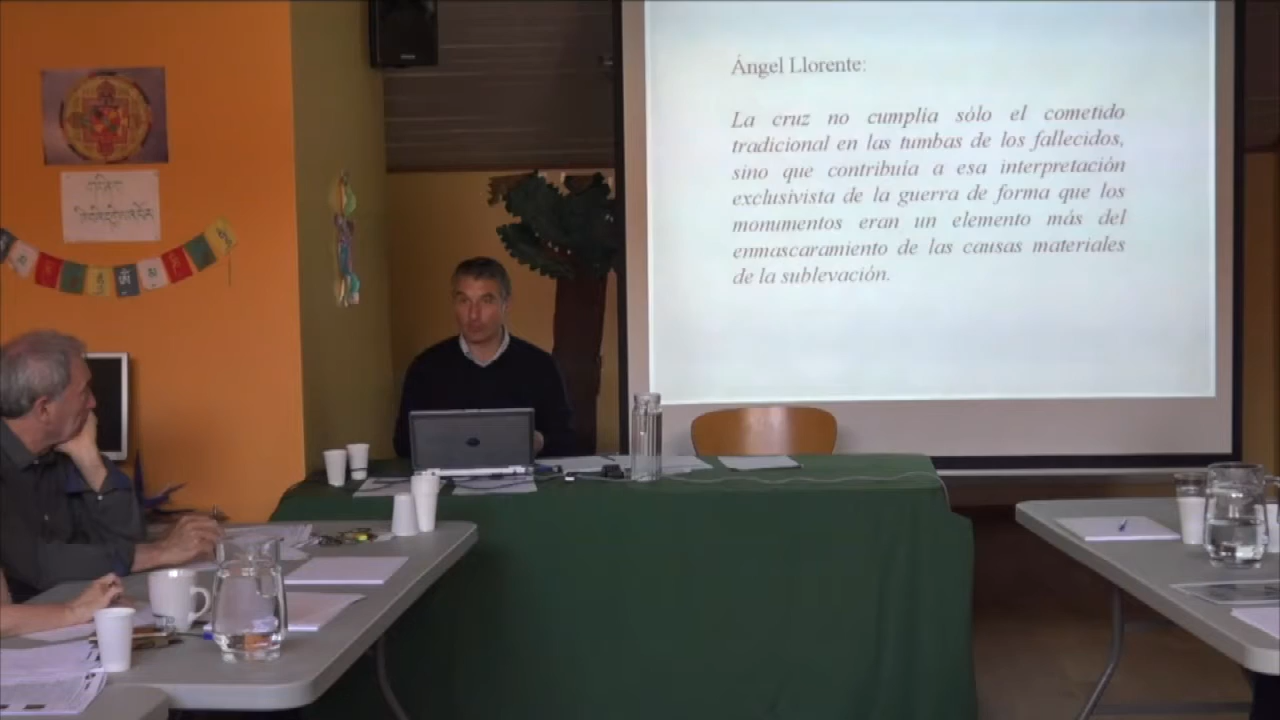 Ángel Llorente:
La cruz no cumplía sólo el cometido
tradicional en las tumbas de los fallecidos,
sino que contribuía a esa interpretación
exclusivista de la guerra de forma que los
monumentos eran un elemento más del
enmascaramiento de las causas materiales
de la sublevación.